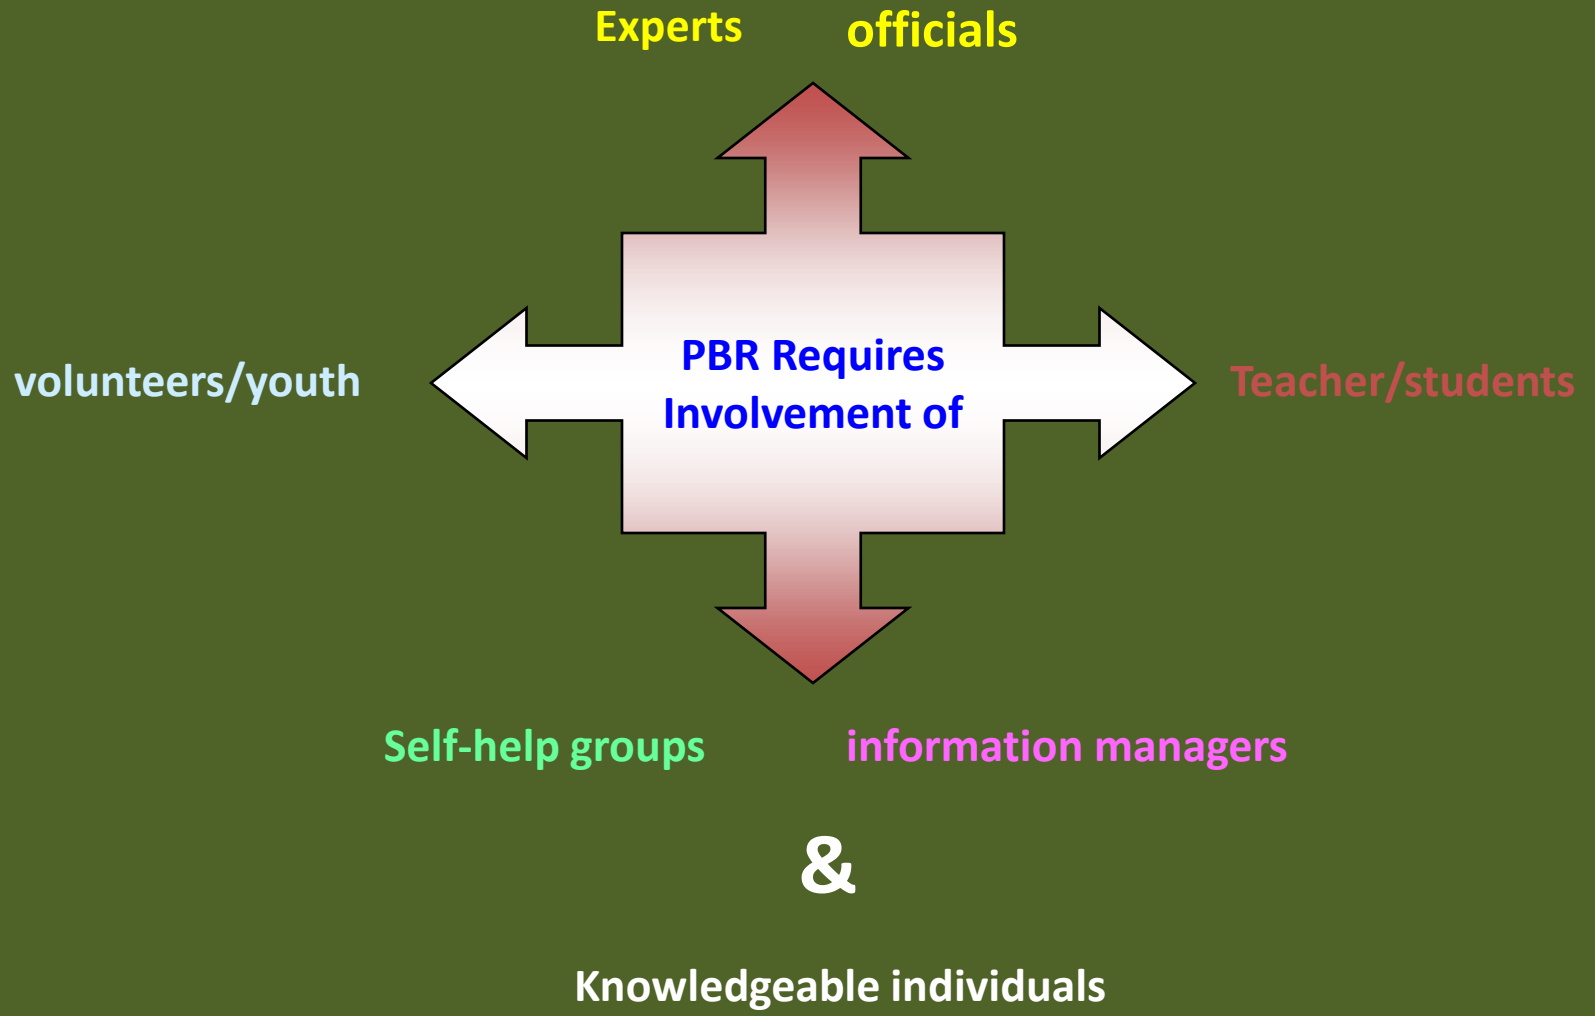 Experts officials
PBR Requires
Involvement of
volunteers/youth
Teacher/students
Self-help groups
information managers
&
Knowledgeable individuals